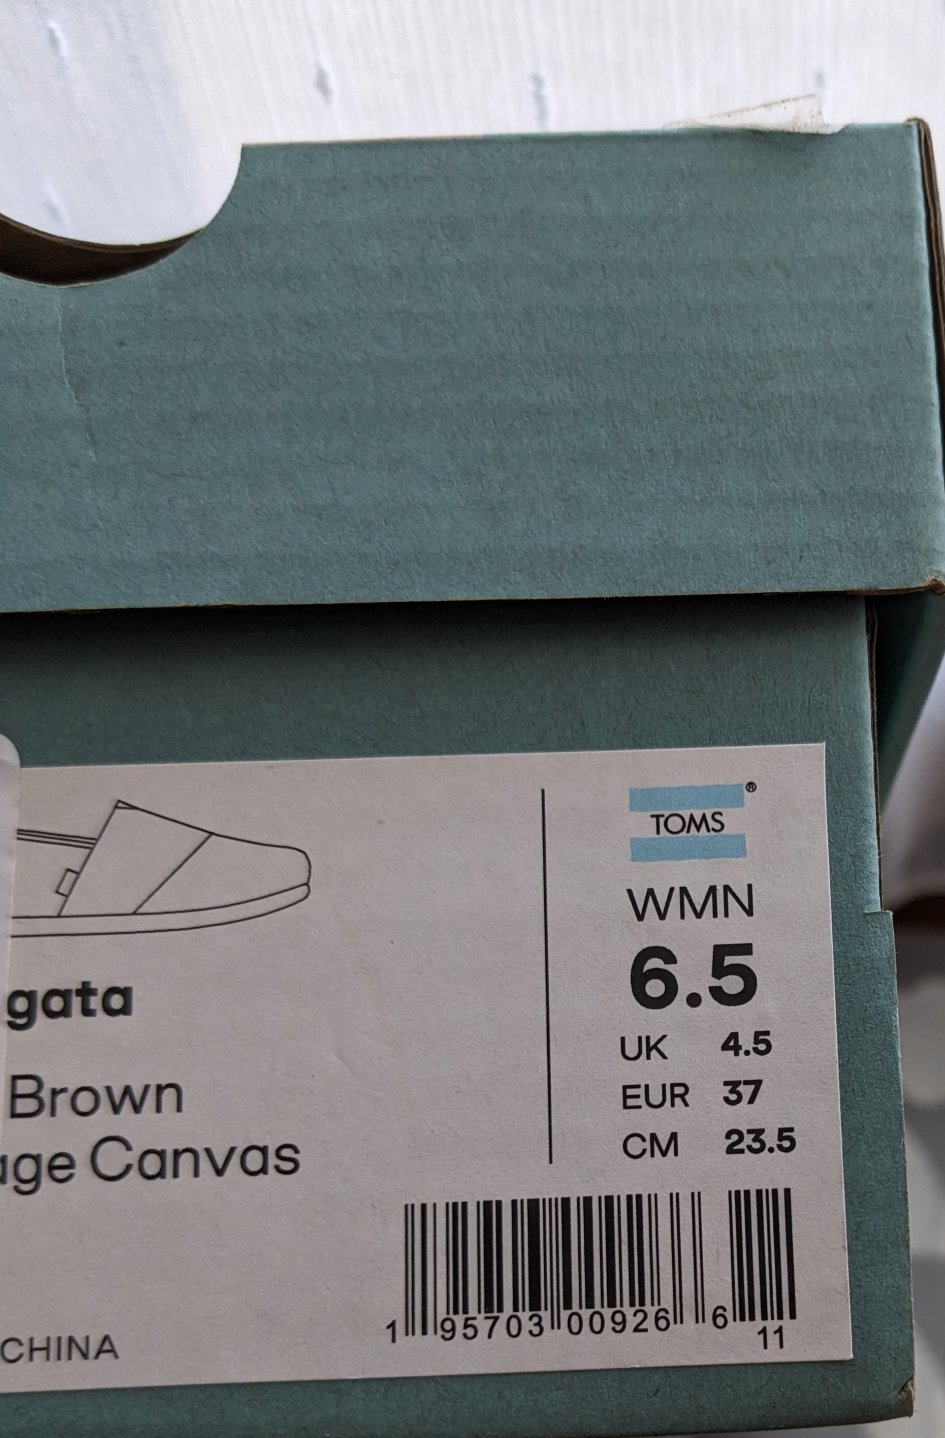 ®
TOMS
WMN
6.5
UK 4.5
EUR 37
CM 23.5
gata
Brown
age Canvas
CHINA
1 95703 00926 6
11